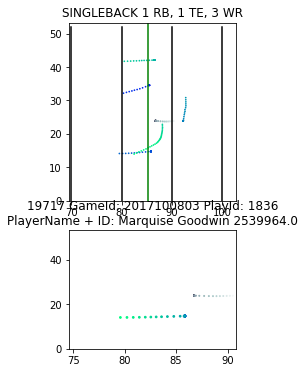 SINGLEBACK 1 RB, 1 TE, 3 WR
50
40
30
20
10
0
70 80 90 100
19717 GameId: 2017100803 PlayId: 1836
PlayerName + ID: Marquise Goodwin 2539964.0
40
20
0
75 80 85 90